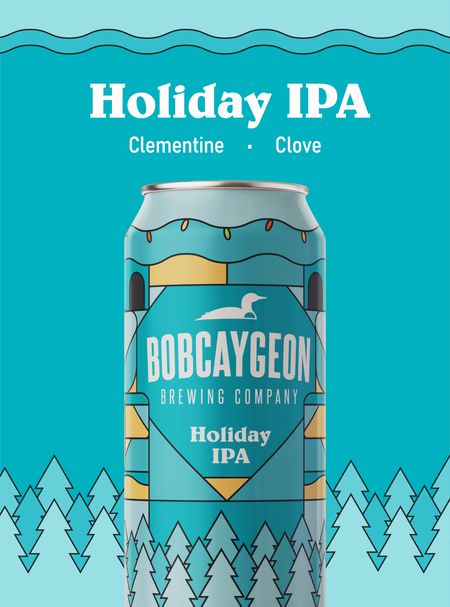 Holiday IPA
Clementine · Clove
BOBCAYGEON
BREWING COMPANY
Holiday
IPA